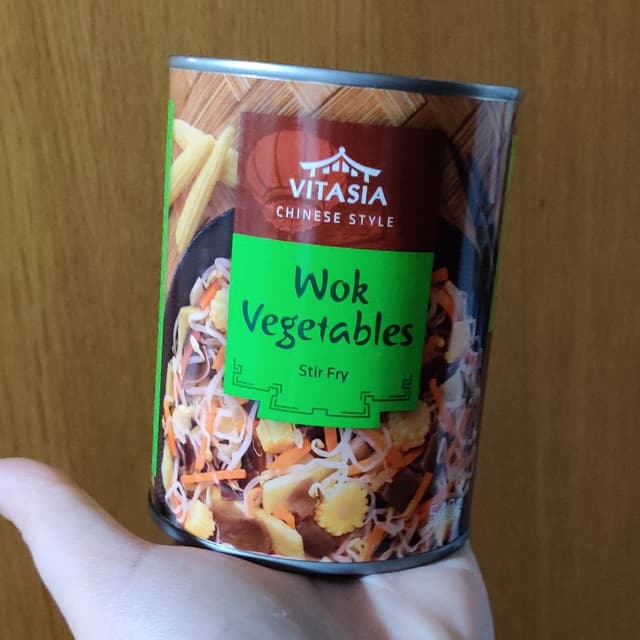 VITASIA
CHINESE STYLE
Wok
Vegetables
Stir Fry